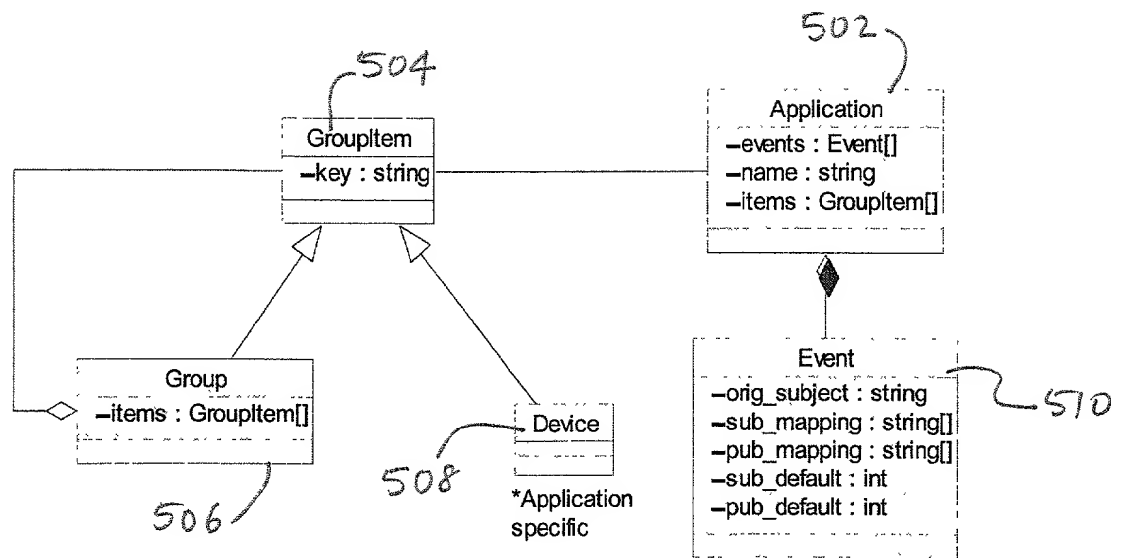 502
504
Application
–events : Event[]
–name : string
–items : GroupItem[]
GroupItem
–key : string
Group
–items : GroupItem[]
506
Device
508
*Application
specific
Event
–orig_subject : string
–sub_mapping : string[]
–pub_mapping : string[]
–sub_default : int
–pub_default : int
510